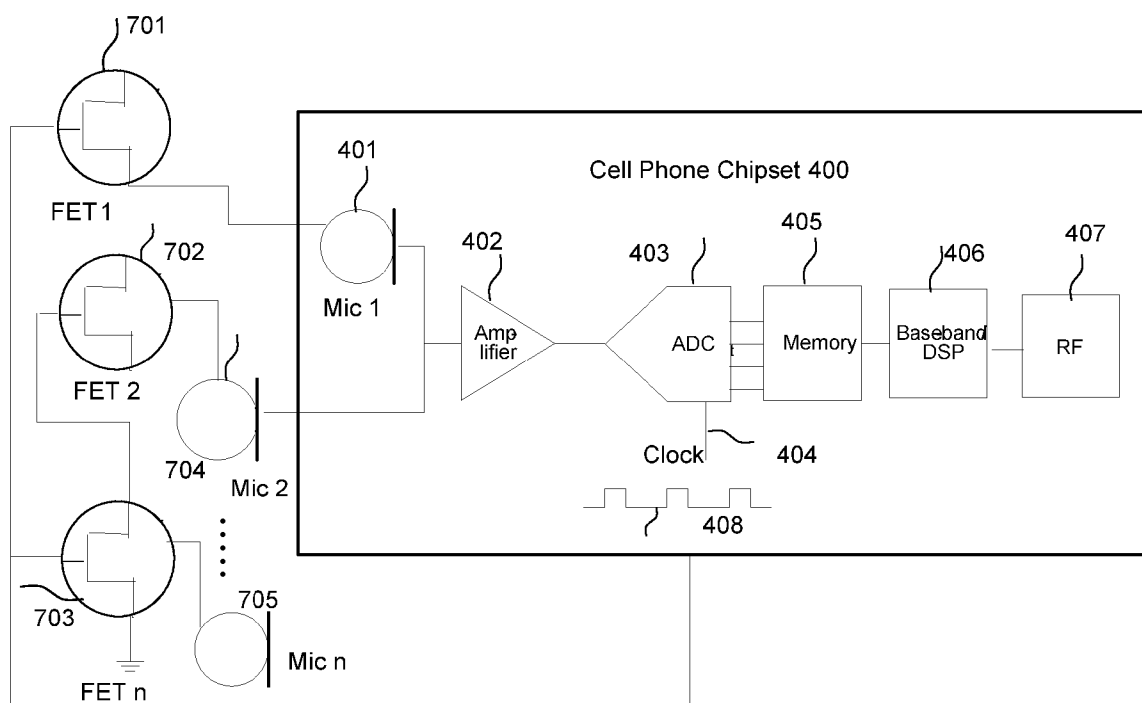 701
FET 1
702
FET 2
704
Mic 2
703
FET n
705
Mic n
Cell Phone Chipset 400
401
Mic 1
402
Amp
lifier
403
ADC
t
405
Memory
406
Baseband
DSP
407
RF
Clock
404
408